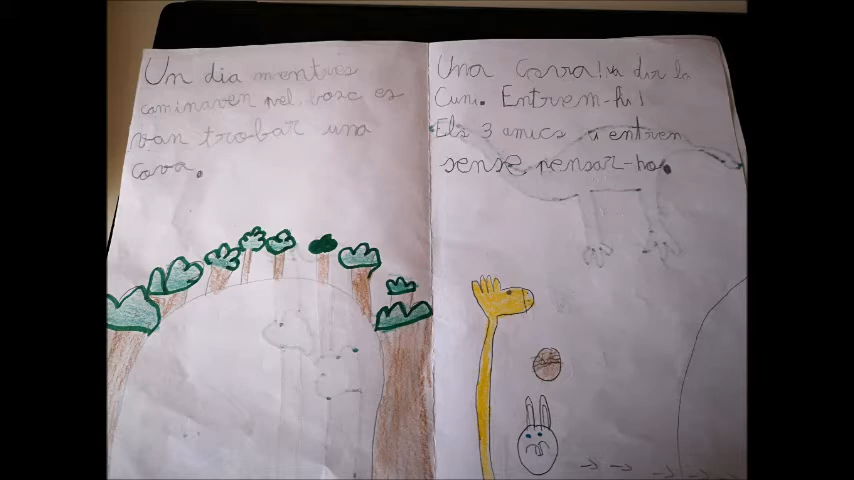 Un dia mentres
caminaven pel bosc es
van trobar una
cova.
Una Cova! va dir la
Cuni. Entrem-hi!
Els 3 amics hi entren
sense pensar-ho.